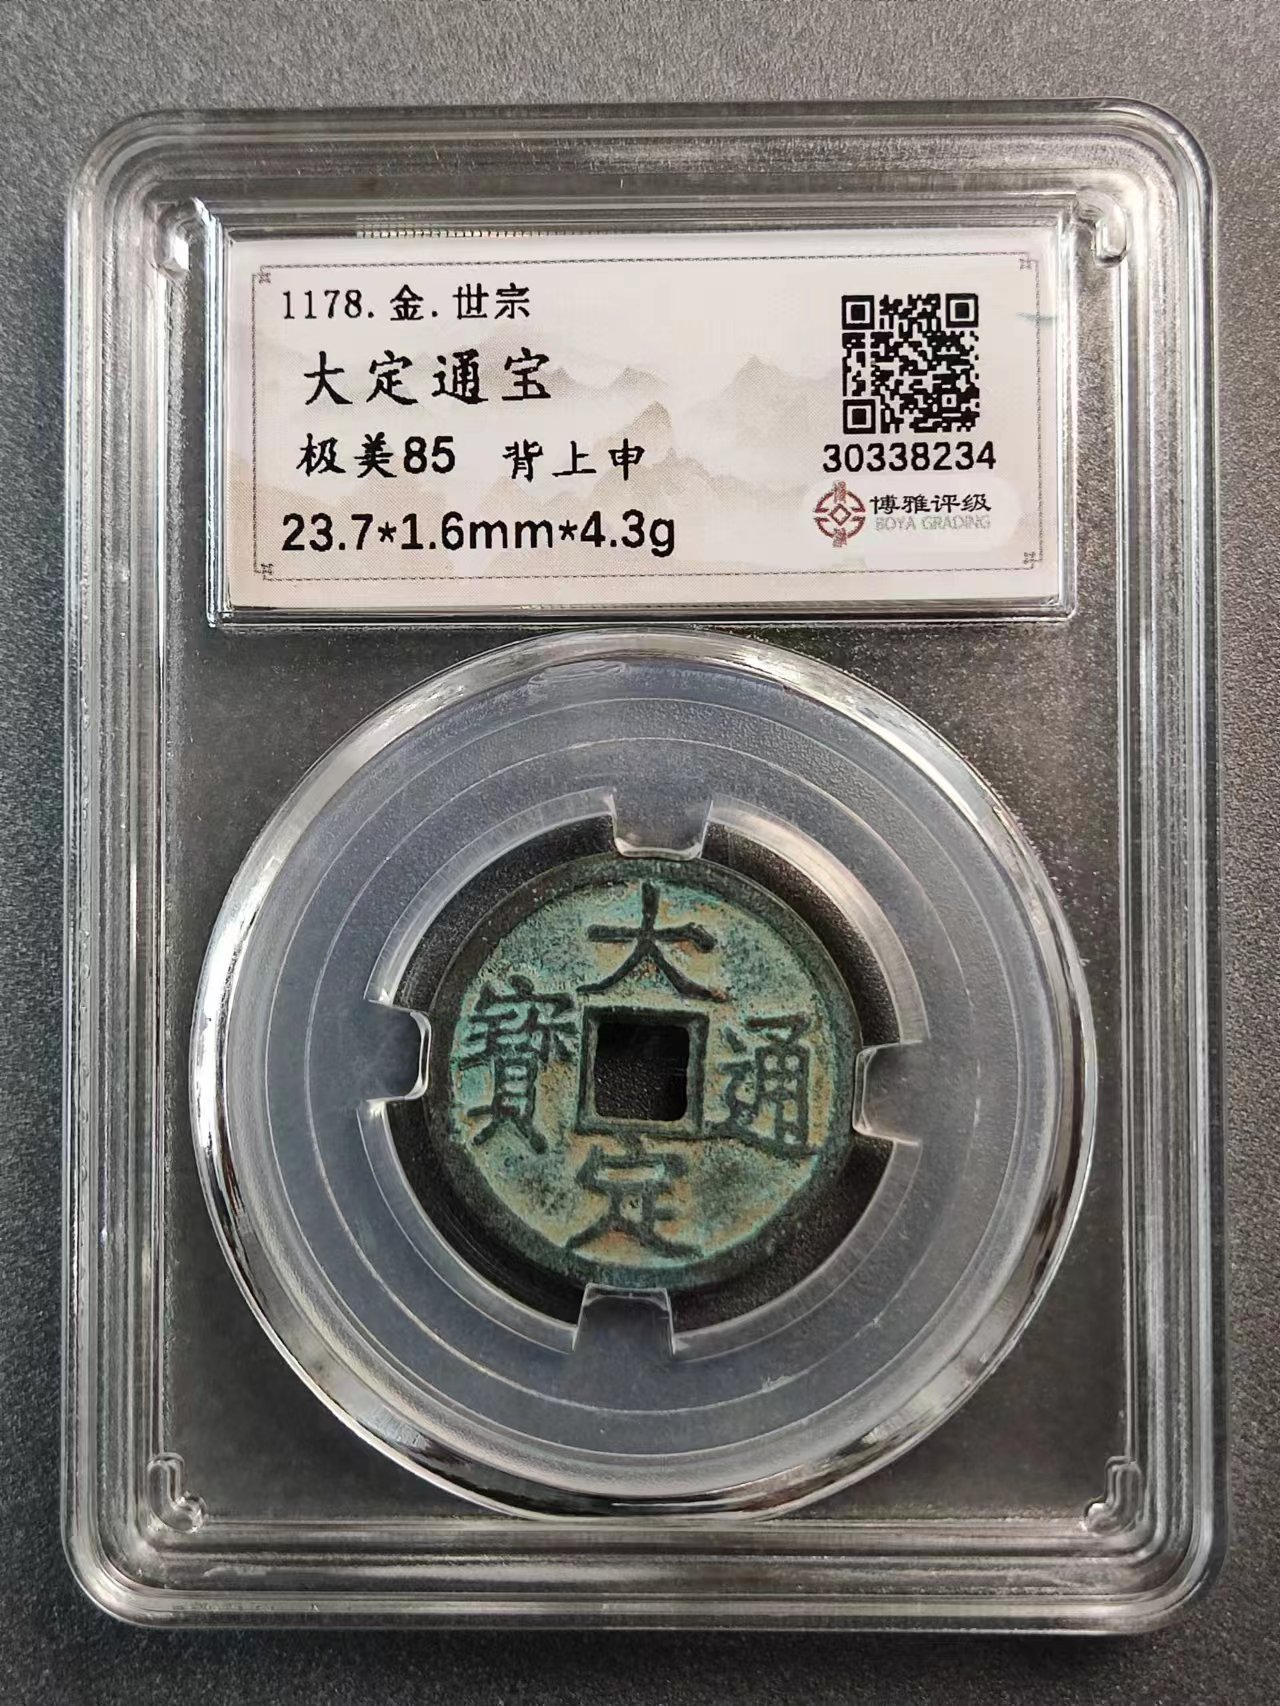 1178.金.世宗
大定通宝
极美85 背上申
23.7*1.6mm*4.3g
30338234
博雅评级
BOYA GRADING
大定通寶